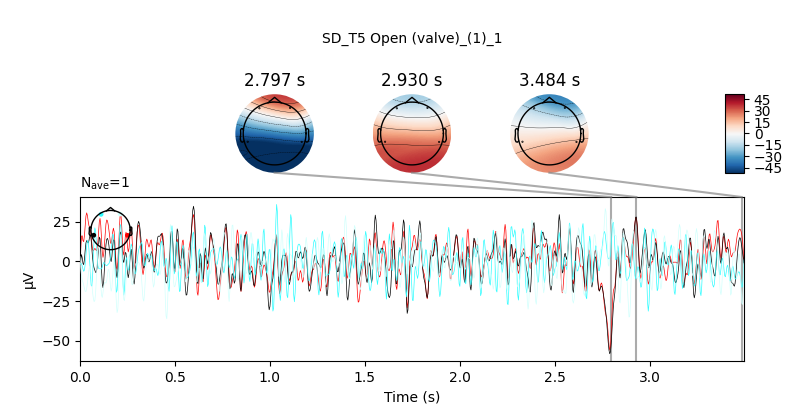 SD_T5 Open (valve)_(1)_1
2.797 s
2.930 s
3.484 s
45
30
15
0
−15
−30
−45
Nave=1
25
0
−25
−50
µV
0.0
0.5
1.0
1.5
2.0
2.5
3.0
Time (s)